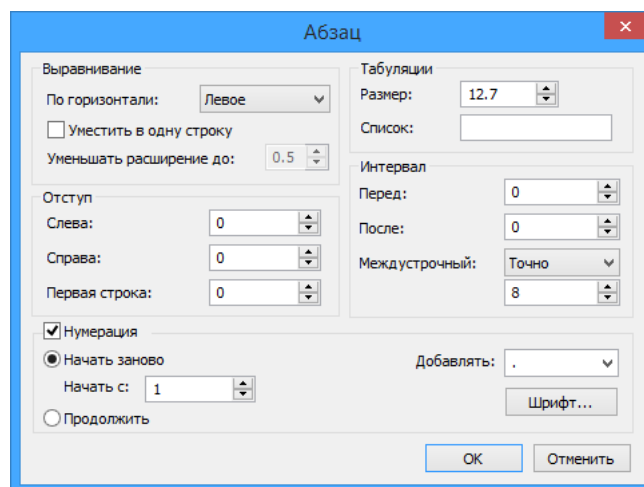 Абзац
Выравнивание
По горизонтали: Левое
Уместить в одну строку
Уменьшать расширение до: 0.5
Отступ
Слева: 0
Справа: 0
Первая строка: 0
Табуляции
Размер: 12.7
Список:
Интервал
Перед: 0
После: 0
Междустрочный: Точно
8
Нумерация
Начать заново
Начать с: 1
Продолжить
Добавлять: .
Шрифт...
OK Отменить